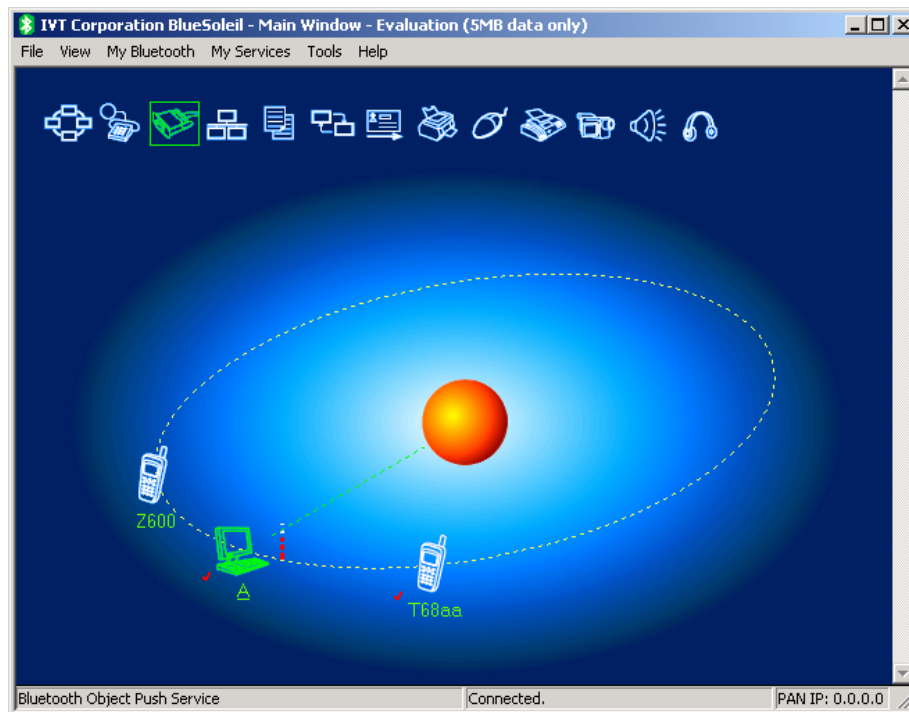 IVT Corporation BlueSoleil - Main Window - Evaluation (5MB data only)
File View My Bluetooth My Services Tools Help
Z600
A
T68aa
Bluetooth Object Push Service Connected. PAN IP: 0.0.0.0